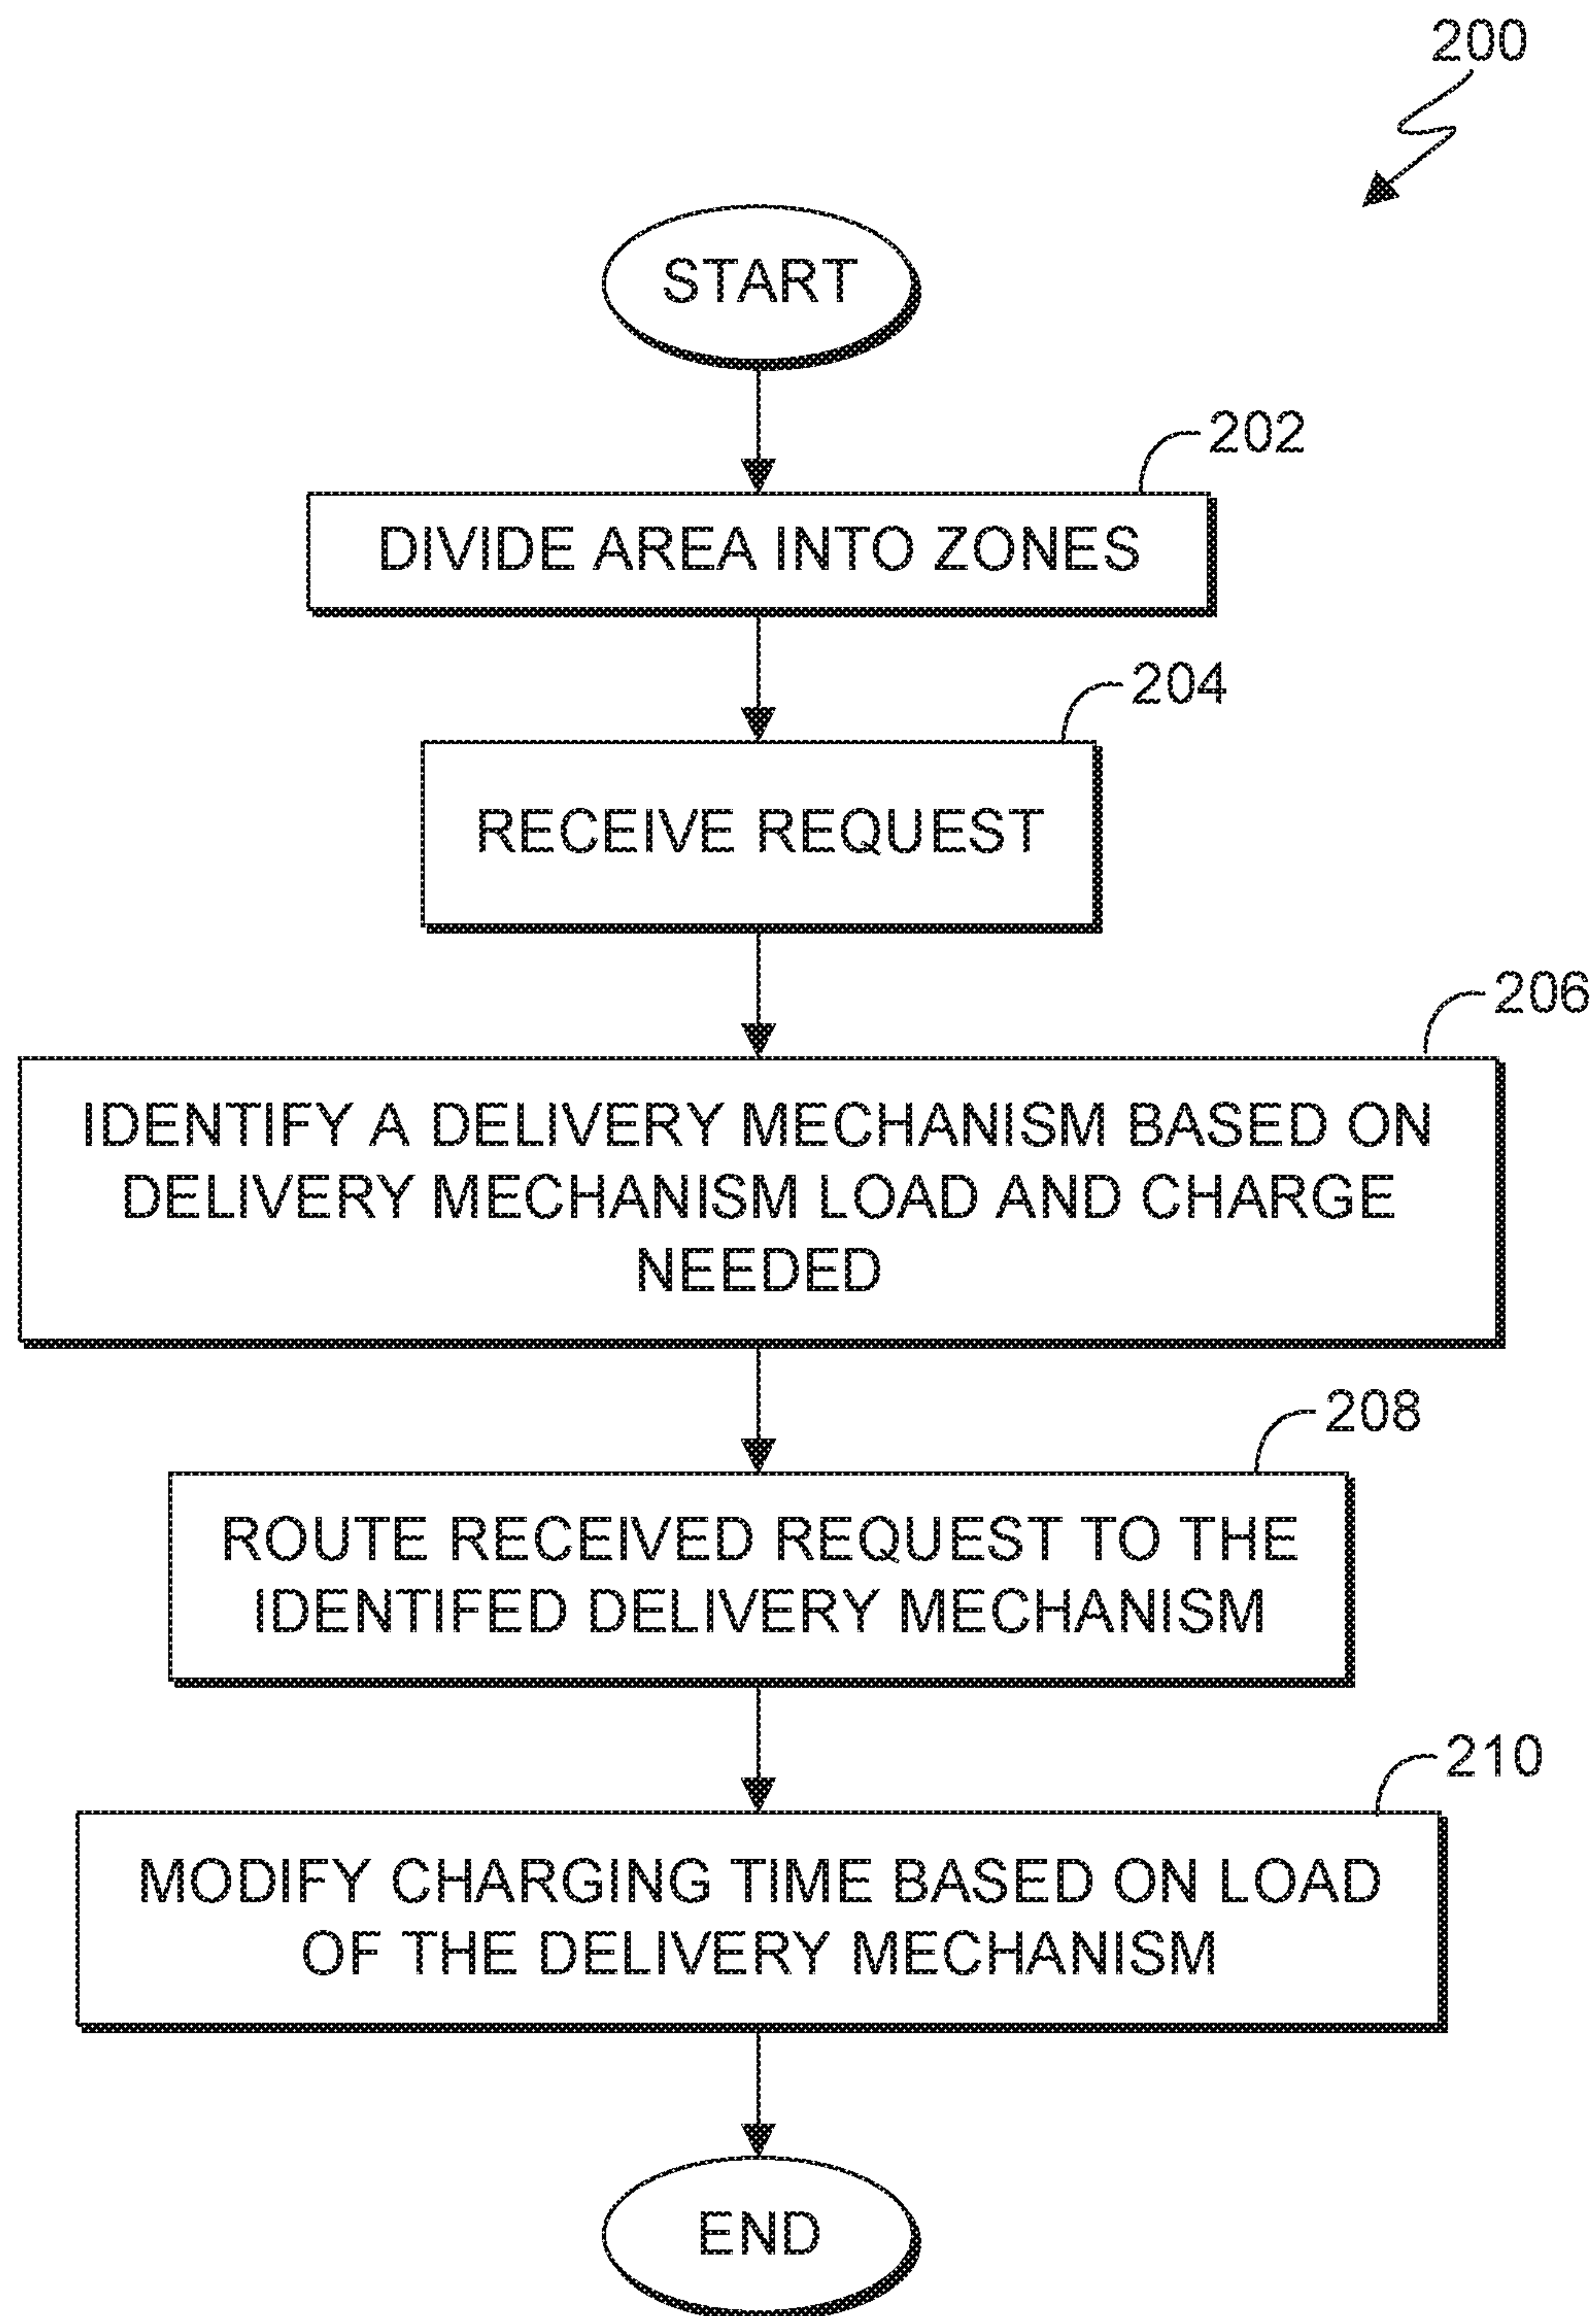 200
START
202
DIVIDE AREA INTO ZONES
204
RECEIVE REQUEST
206
IDENTIFY A DELIVERY MECHANISM BASED ON
DELIVERY MECHANISM LOAD AND CHARGE
NEEDED
208
ROUTE RECEIVED REQUEST TO THE
IDENTIFED DELIVERY MECHANISM
210
MODIFY CHARGING TIME BASED ON LOAD
OF THE DELIVERY MECHANISM
END